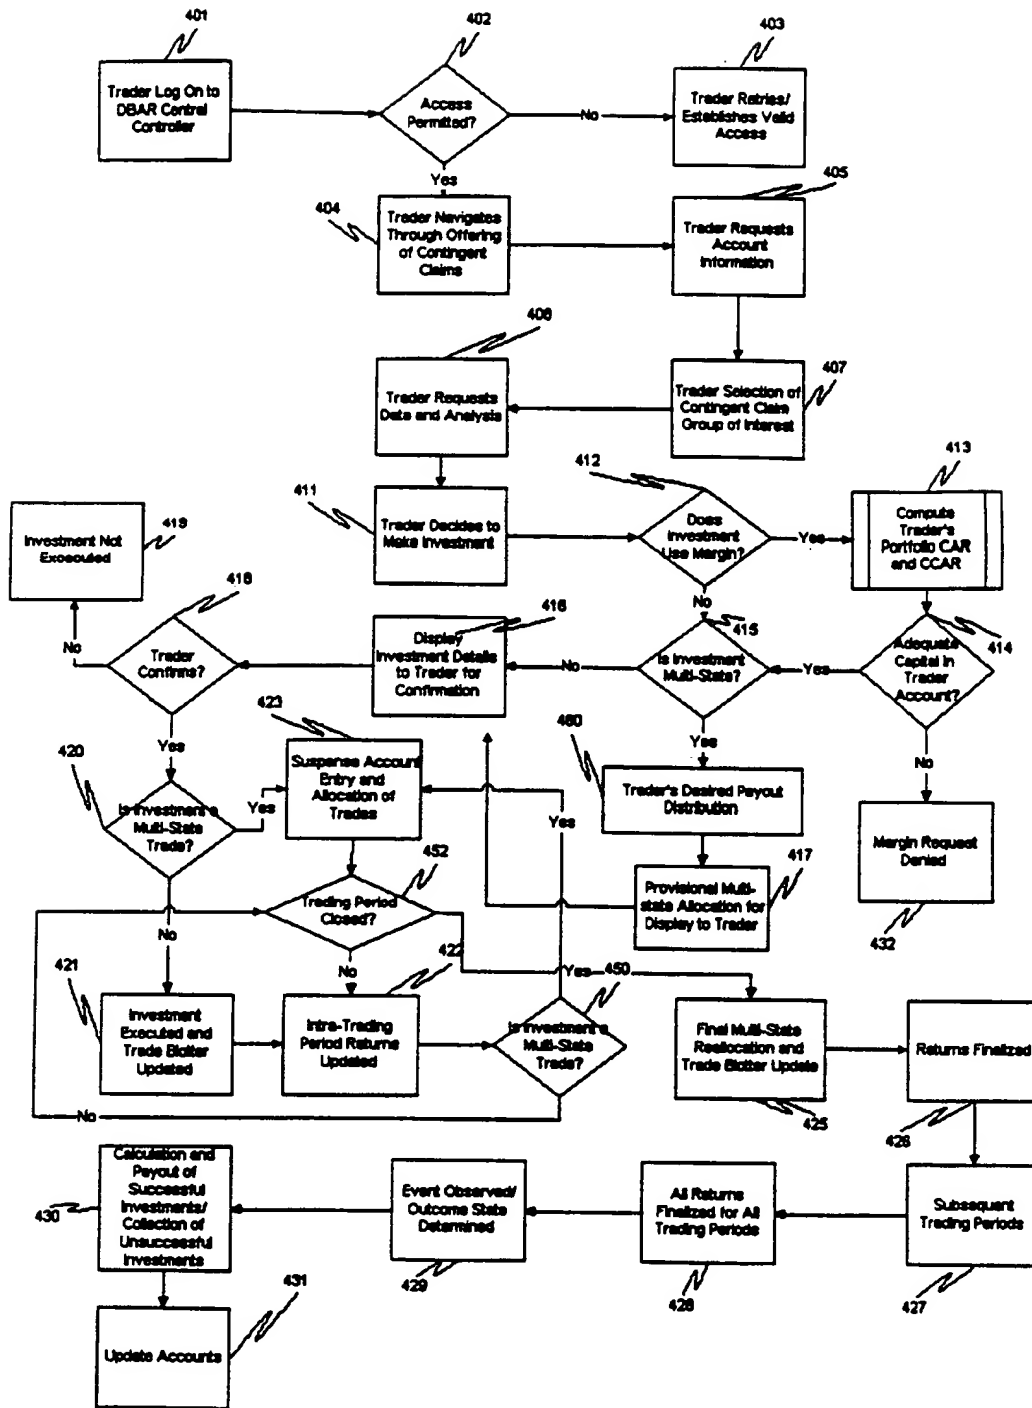 401
402
403
Trader Log On to
DBAR Central
Controller
Access
Permitted?
No
Trader Retries/
Establishes Valid
Access
Yes
405
404
Trader Navigates
Through Offering
of Contingent
Claims
Trader Requests
Account
Information
406
407
Trader Requests
Data and Analysis
Trader Selection of
Contingent Claim
Group of Interest
412
413
411
Trader Decides to
Make Investment
Does
Investment
Use Margin?
Yes
Compute
Trader's
Portfolio CAR
and CCAR
419
Investment Not
Excecuted
418
No
416
415
414
No
Trader
Confirms?
Display
Investment Details
to Trader for
Confirmation
No
Is Investment
Multi-State?
Yes
Adequate
Capital in
Trader
Account?
423
Yes
460
Yes
No
420
Suspense Account
Entry and
Allocation of
Trades
Is Investment a
Multi-State
Trade?
Yes
Yes
Trader's Desired Payout
Distribution
Margin Request
Denied
432
452
Trading Period
Closed?
417
Provisional Multi-
state Allocation for
Display to Trader
No
No
422
Yes
450
421
Investment
Executed and
Trade Blotter
Updated
Intra-Trading
Period Returns
Updated
Is Investment a
Multi-State
Trade?
Final Multi-State
Reallocation and
Trade Blotter Update
Returns Finalized
No
425
426
Calculation and
Payout of
Successful
Investments/
Collection of
Unsuccessful
Investments
430
Event Observed/
Outcome State
Determined
429
All Returns
Finalized for All
Trading Periods
428
Subsequent
Trading Periods
427
431
Update Accounts